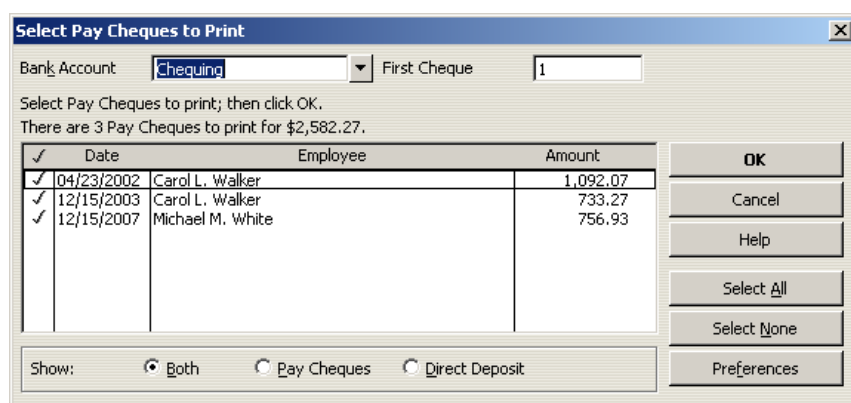 Select Pay Cheques to Print
Bank Account Chequing First Cheque 1
Select Pay Cheques to print; then click OK.
There are 3 Pay Cheques to print for $2,582.27.
✓ Date Employee Amount
✓ 04/23/2002 Carol L. Walker 1,092.07
✓ 12/15/2003 Carol L. Walker 733.27
✓ 12/15/2007 Michael M. White 756.93
OK
Cancel
Help
Select All
Select None
Preferences
Show: Both Pay Cheques Direct Deposit